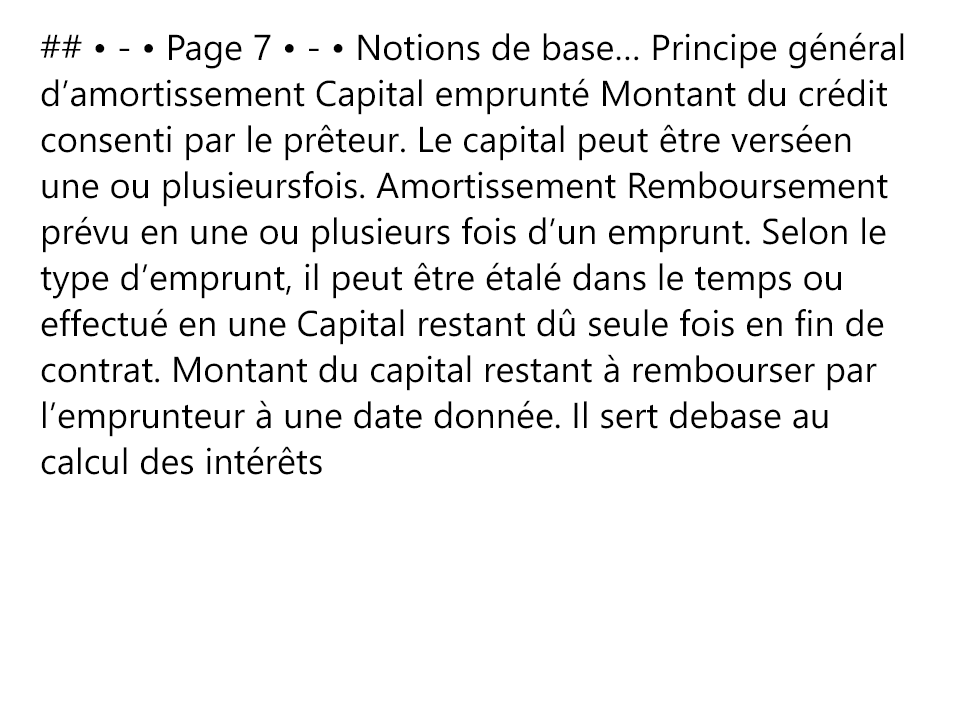 ## • - • Page 7 • - • Notions de base… Principe général
d’amortissement Capital emprunté Montant du crédit
consenti par le prêteur. Le capital peut être verséen
une ou plusieursfois. Amortissement Remboursement
prévu en une ou plusieurs fois d’un emprunt. Selon le
type d’emprunt, il peut être étalé dans le temps ou
effectué en une Capital restant dû seule fois en fin de
contrat. Montant du capital restant à rembourser par
l’emprunteur à une date donnée. Il sert debase au
calcul des intérêts